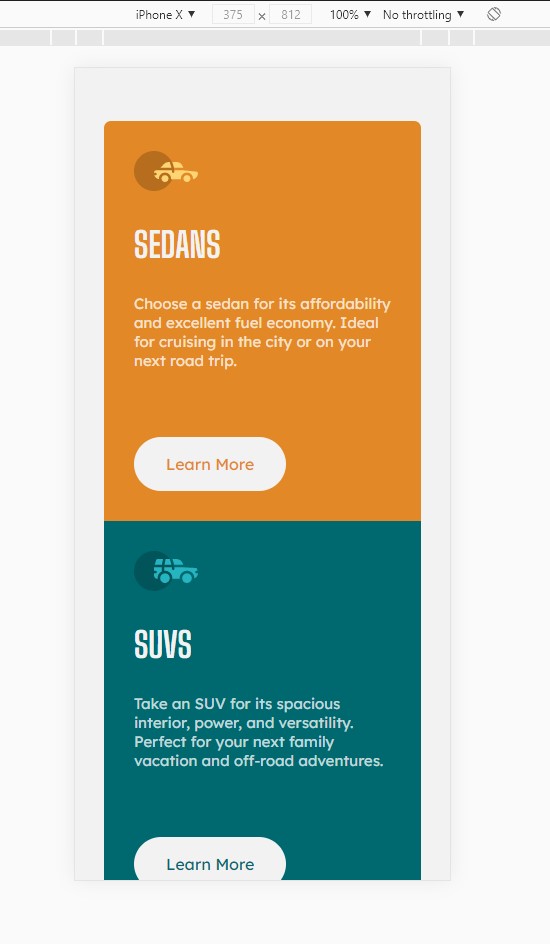 iPhone X ▼ 375 × 812 100% ▼ No throttling ▼
SEDANS
Choose a sedan for its affordability
and excellent fuel economy. Ideal
for cruising in the city or on your
next road trip.
Learn More
SUVS
Take an SUV for its spacious
interior, power, and versatility.
Perfect for your next family
vacation and off-road adventures.
Learn More